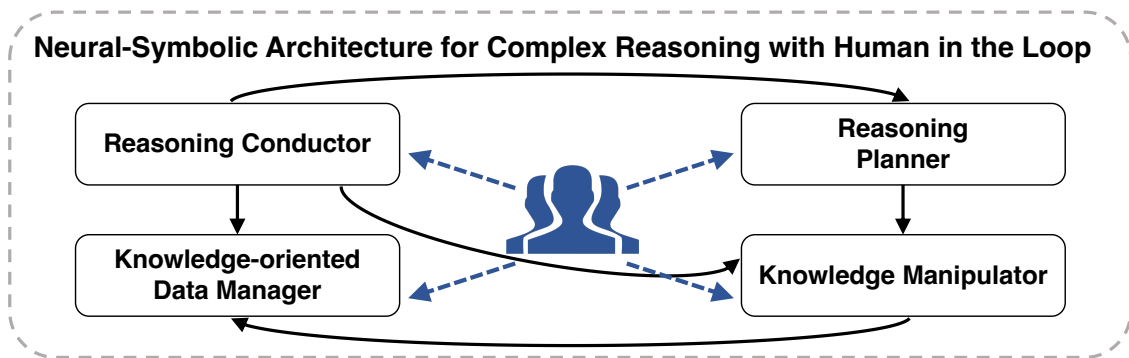 Neural-Symbolic Architecture for Complex Reasoning with Human in the Loop
Reasoning Conductor
Reasoning
Planner
Knowledge-oriented
Data Manager
Knowledge Manipulator